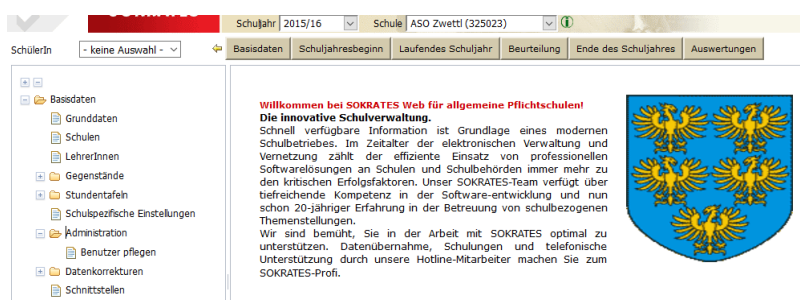 SOKRATES
Schuljahr 2015/16 Schule ASO Zwettl (325023)
SchülerIn - keine Auswahl -
Basisdaten Schuljahresbeginn Laufendes Schuljahr Beurteilung Ende des Schuljahres Auswertungen
Basisdaten
Grunddaten
Schulen
LehrerInnen
Gegenstände
Stundentafeln
Schulspezifische Einstellungen
Administration
Benutzer pflegen
Datenkorrekturen
Schnittstellen
Willkommen bei SOKRATES Web für allgemeine Pflichtschulen!
Die innovative Schulverwaltung.
Schnell verfügbare Information ist Grundlage eines modernen
Schulbetriebes. Im Zeitalter der elektronischen Verwaltung und
Vernetzung zählt der effiziente Einsatz von professionellen
Softwarelösungen an Schulen und Schulbehörden immer mehr zu
den kritischen Erfolgsfaktoren. Unser SOKRATES-Team verfügt über
tiefreichende Kompetenz in der Software-entwicklung und nun
schon 20-jähriger Erfahrung in der Betreuung von schulbezogenen
Themenstellungen.
Wir sind bemüht, Sie in der Arbeit mit SOKRATES optimal zu
unterstützen. Datenübernahme, Schulungen und telefonische
Unterstützung durch unsere Hotline-Mitarbeiter machen Sie zum
SOKRATES-Profi.